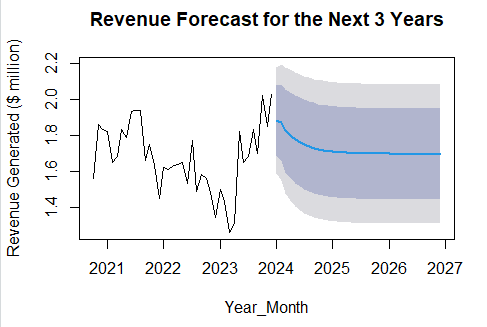 Revenue Forecast for the Next 3 Years
Revenue Generated ($ million)
2.2
2.0
1.8
1.6
1.4
2021 2022 2023 2024 2025 2026 2027
Year_Month